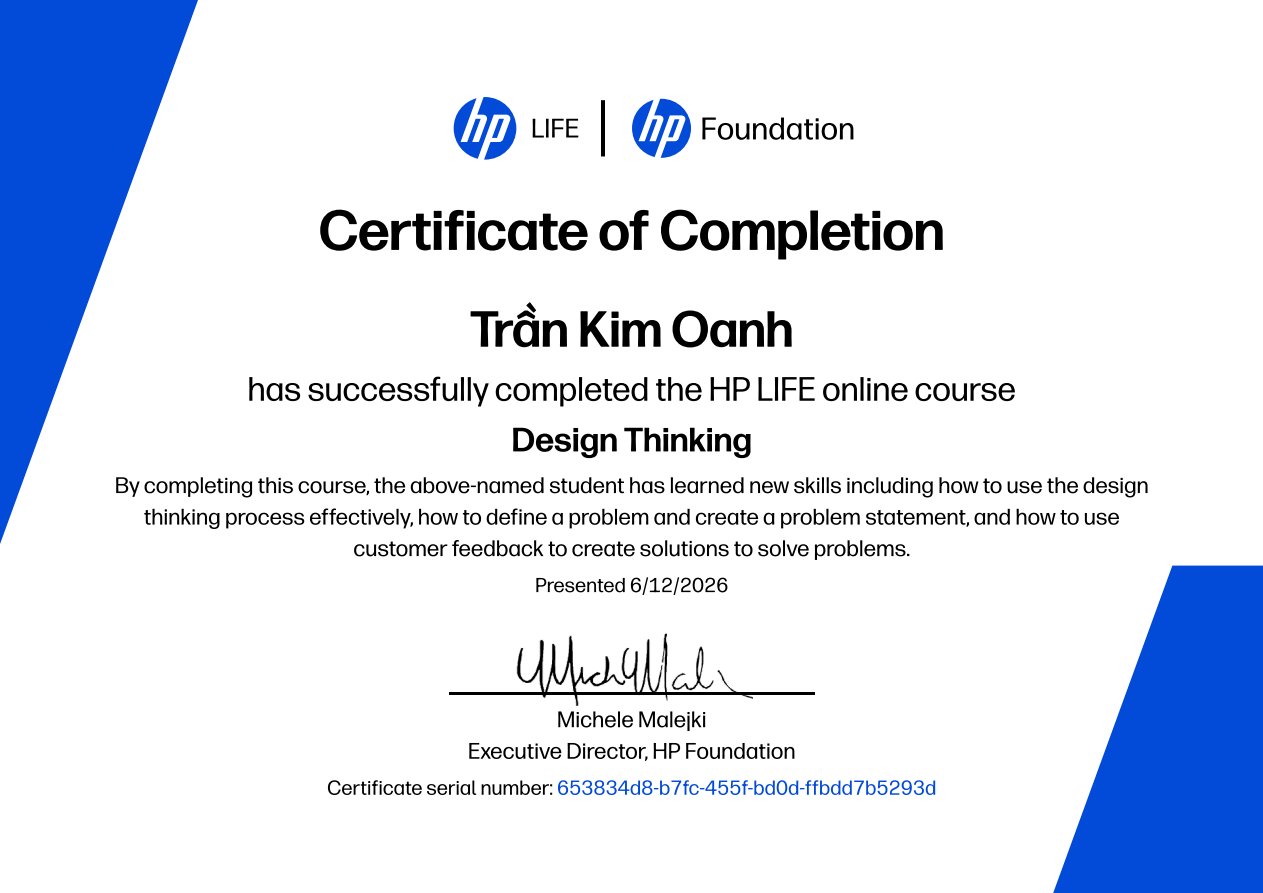 hp LIFE | hp Foundation
Certificate of Completion
Trần Kim Oanh
has successfully completed the HP LIFE online course
Design Thinking
By completing this course, the above-named student has learned new skills including how to use the design
thinking process effectively, how to define a problem and create a problem statement, and how to use
customer feedback to create solutions to solve problems.
Presented 6/12/2026
Michele Malejki
Executive Director, HP Foundation
Certificate serial number: 653834d8-b7fc-455f-bd0d-ffbdd7b5293d